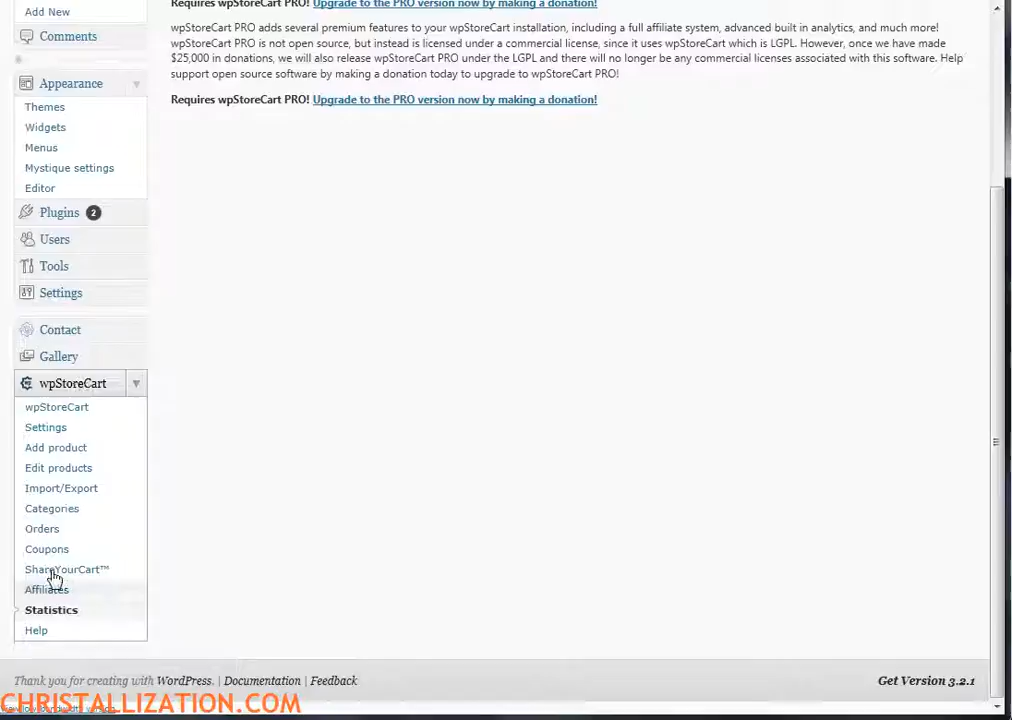 Add New
Comments
Appearance
Themes
Widgets
Menus
Mystique settings
Editor
Plugins 2
Users
Tools
Settings
Contact
Gallery
wpStoreCart
wpStoreCart
Settings
Add product
Edit products
Import/Export
Categories
Orders
Coupons
ShareYourCart™
Affiliates
Statistics
Help
Requires wpStoreCart PRO! Upgrade to the PRO version now by making a donation!
wpStoreCart PRO adds several premium features to your wpStoreCart installation, including a full affiliate system, advanced built in analytics, and much more!
wpStoreCart PRO is not open source, but instead is licensed under a commercial license, since it uses wpStoreCart which is LGPL. However, once we have made
$25,000 in donations, we will also release wpStoreCart PRO under the LGPL and there will no longer be any commercial licenses associated with this software. Help
support open source software by making a donation today to upgrade to wpStoreCart PRO!
Requires wpStoreCart PRO! Upgrade to the PRO version now by making a donation!
Thank you for creating with WordPress. | Documentation | Feedback
Get Version 3.2.1
CHRISTALLIZATION.COM